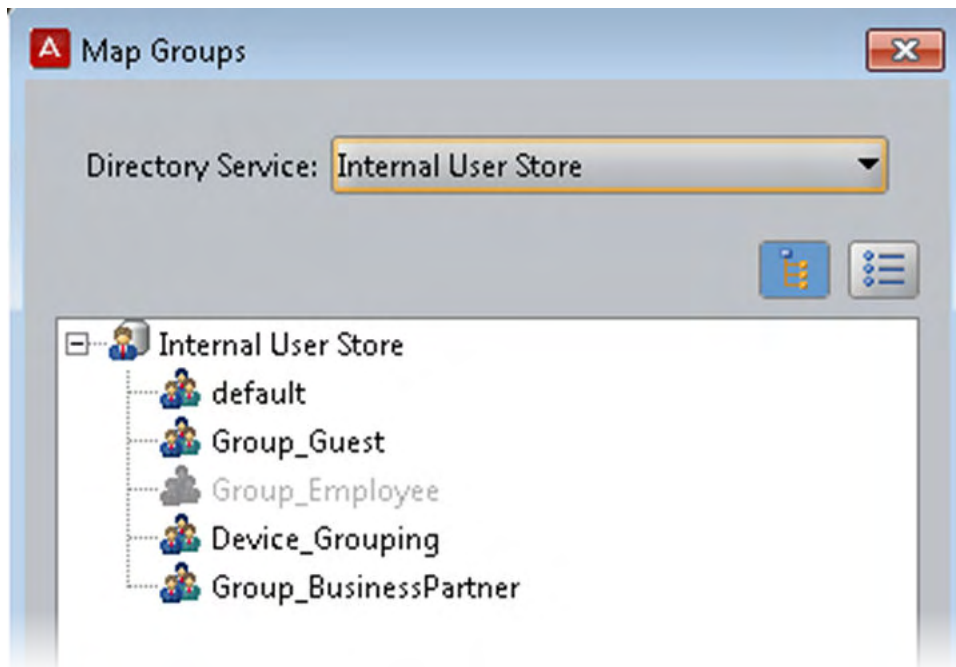 Map Groups
Directory Service: Internal User Store
Internal User Store
default
Group_Guest
Group_Employee
Device_Grouping
Group_BusinessPartner